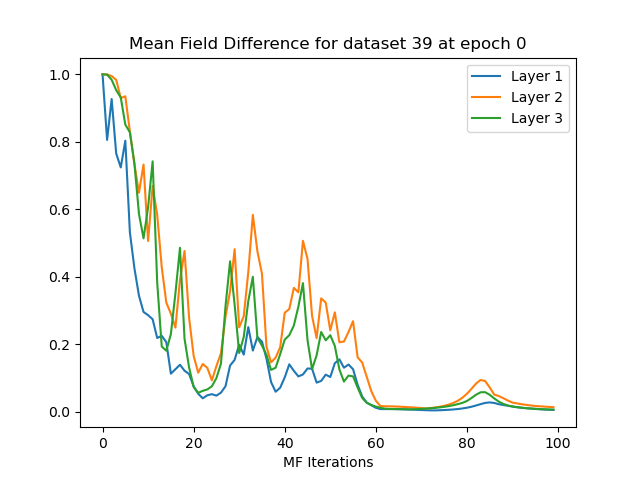 Mean Field Difference for dataset 39 at epoch 0
Layer 1
Layer 2
Layer 3
1.0
0.8
0.6
0.4
0.2
0.0
0 20 40 60 80 100
MF Iterations